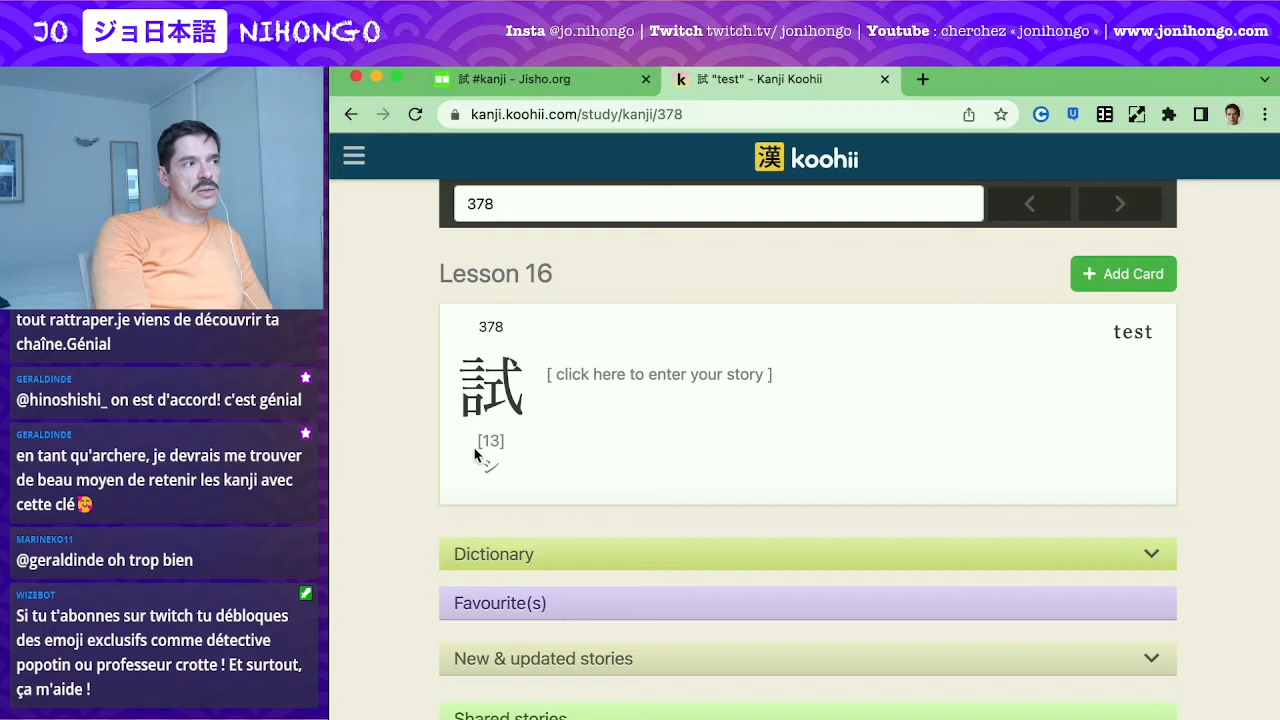 JO ジョ日本語 NIHONGO
Insta @jo.nihongo | Twitch twitch.tv/ jonihongo | Youtube : cherchez « jonihongo » | www.jonihongo.com
試 #kanji - Jisho.org
k 試 "test" - Kanji Koohii
kanji.koohii.com/study/kanji/378
漢 koohii
378
Lesson 16
+ Add Card
378
test
試
[ click here to enter your story ]
[13]
シ
Dictionary
Favourite(s)
New & updated stories
Shared stories
tout rattraper.je viens de découvrir ta
chaîne.Génial
GERALDINDE
@hinoshishi_ on est d'accord! c'est génial
GERALDINDE
en tant qu'archere, je devrais me trouver
de beau moyen de retenir les kanji avec
cette clé🥰
MARINEKO11
@geraldinde oh trop bien
WIZEBOT
Si tu t'abonnes sur twitch tu débloques
des emoji exclusifs comme détective
popotin ou professeur crotte ! Et surtout,
ça m'aide !